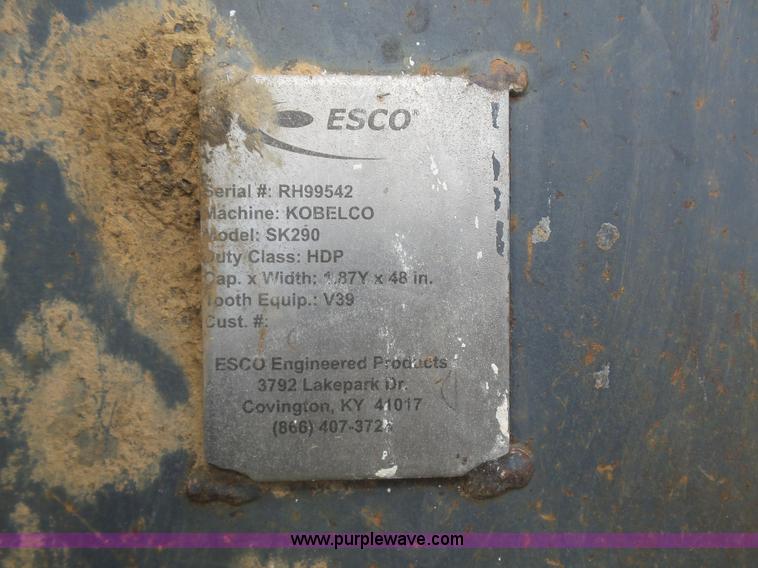 ESCO®
Serial #: RH99542
Machine: KOBELCO
Model: SK290
Duty Class: HDP
Cap. x Width: 1.87Y x 48 in.
Tooth Equip.: V39
Cust. #:
ESCO Engineered Products
3792 Lakepark Dr.
Covington, KY 41017
(866)
www.purplewave.com